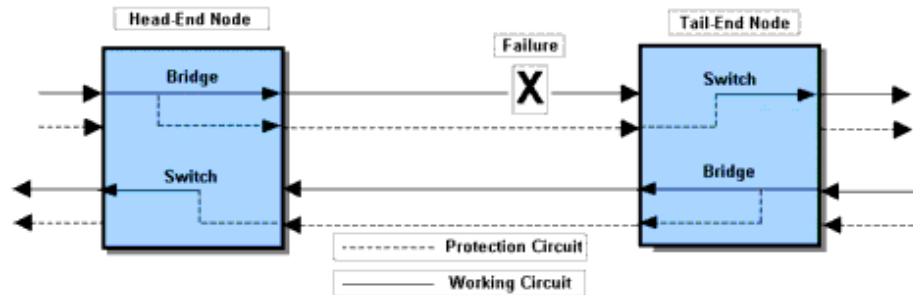 Head-End Node
Tail-End Node
Failure
Bridge
X
Switch
Switch
Bridge
Protection Circuit
Working Circuit